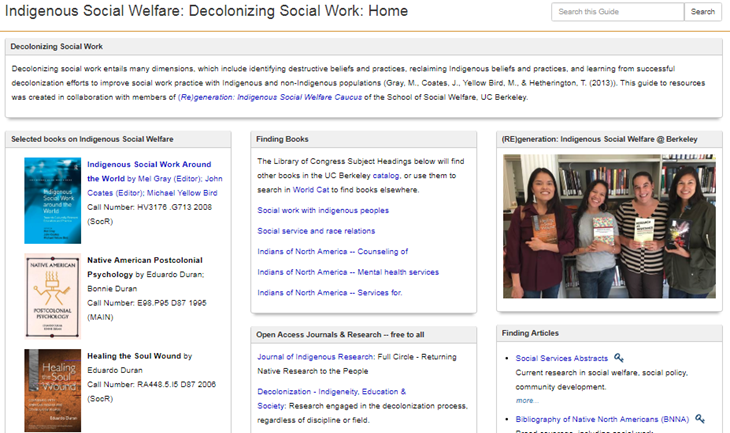 Indigenous Social Welfare: Decolonizing Social Work: Home
Search this Guide
Search
Decolonizing Social Work
Decolonizing social work entails many dimensions, which include identifying destructive beliefs and practices, reclaiming Indigenous beliefs and practices, and learning from successful
decolonization efforts to improve social work practice with Indigenous and non-Indigenous populations (Gray, M., Coates, J., Yellow Bird, M., & Hetherington, T. (2013)). This guide to resources
was created in collaboration with members of (Re)generation: Indigenous Social Welfare Caucus of the School of Social Welfare, UC Berkeley.
Selected books on Indigenous Social Welfare
Indigenous
Social Work
around the
World
Indigenous Social Work Around
the World by Mel Gray (Editor); John
Coates (Editor); Michael Yellow Bird
Call Number: HV3176 .G713 2008
(SocR)
NATIVE AMERICAN
POSTCOLONIAL
PSYCHOLOGY
Native American Postcolonial
Psychology by Eduardo Duran;
Bonnie Duran
Call Number: E98.P95 D87 1995
(MAIN)
Healing
the Soul
Wound
Eduardo Duran
Healing the Soul Wound by
Eduardo Duran
Call Number: RA448.5.I5 D87 2006
(SocR)
Finding Books
The Library of Congress Subject Headings below will find
other books in the UC Berkeley catalog, or use them to
search in World Cat to find books elsewhere.
Social work with indigenous peoples
Social service and race relations
Indians of North America -- Counseling of
Indians of North America -- Mental health services
Indians of North America -- Services for.
Open Access Journals & Research -- free to all
Journal of Indigenous Research: Full Circle - Returning
Native Research to the People
Decolonization - Indigeneity, Education &
Society: Research engaged in the decolonization process,
regardless of discipline or field.
(RE)generation: Indigenous Social Welfare @ Berkeley
Finding Articles
Social Services Abstracts
Current research in social welfare, social policy,
community development.
more...
Bibliography of Native North Americans (BNNA)